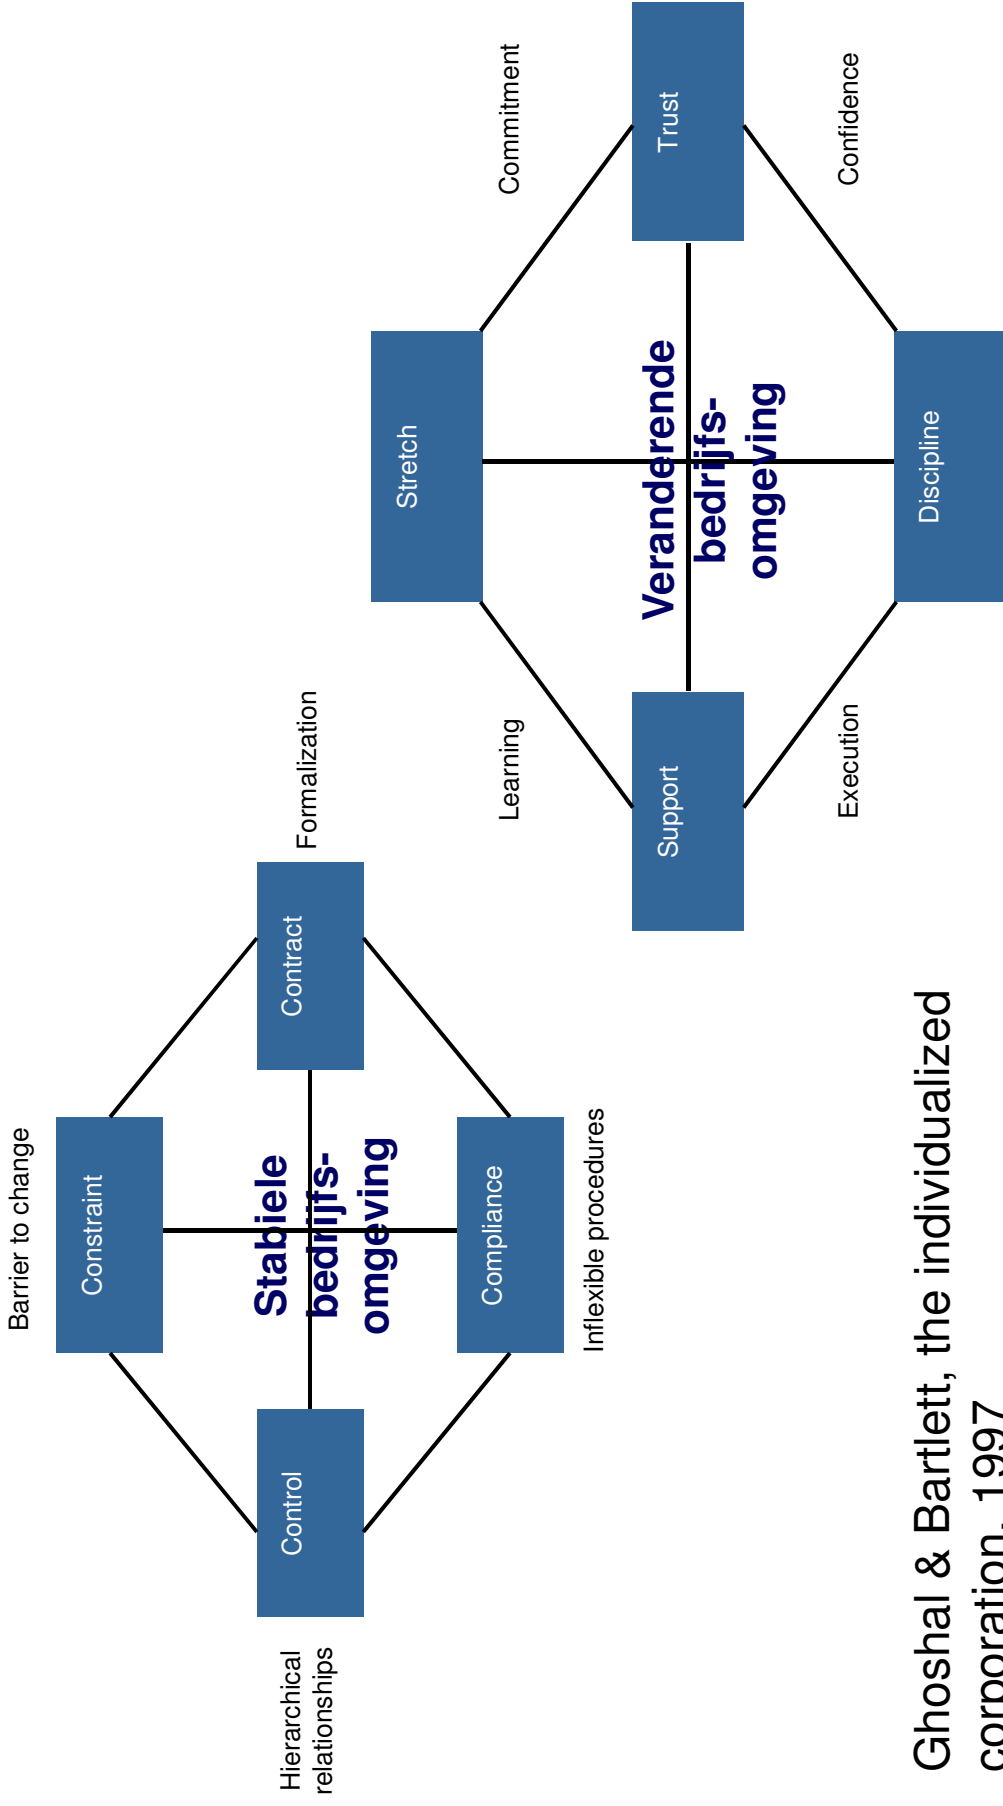 Barrier to change
Constraint
Hierarchical
relationships
Control
Stabiele
bedrijfs-
omgeving
Contract
Formalization
Compliance
Inflexible procedures
Stretch
Learning
Commitment
Support
Veranderende
bedrijfs-
omgeving
Trust
Execution
Confidence
Discipline
Ghoshal & Bartlett, the individualized
corporation, 1997